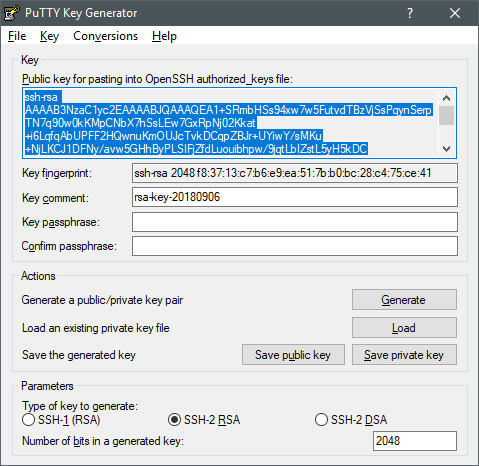 PuTTY Key Generator
File Key Conversions Help
Key
Public key for pasting into OpenSSH authorized_keys file:
ssh-rsa
AAAAB3NzaC1yc2EAAAABJQAAAQEA1+SRmbHSs94xw7w5FutvdTBzVjSsPqynSerp
TN7q90w0kKMpCNbX7hSsLEw7GxRpNj02Kkat
+i6LqfqAbUPFF2HQwnuKmOUJcTvkDCqpZBJr+UYiwY/sMKu
+NjLKCJ1DFNy/avw5GHhByPLSIFjZfdLuouibhpw/9jqtLbIZstL5yH5kDC
Key fingerprint: ssh-rsa 2048 f8:37:13:c7:b6:e9:ea:51:7b:b0:bc:28:c4:75:ce:41
Key comment: rsa-key-20180906
Key passphrase:
Confirm passphrase:
Actions
Generate a public/private key pair Generate
Load an existing private key file Load
Save the generated key Save public key Save private key
Parameters
Type of key to generate:
SSH-1 (RSA) SSH-2 RSA SSH-2 DSA
Number of bits in a generated key: 2048